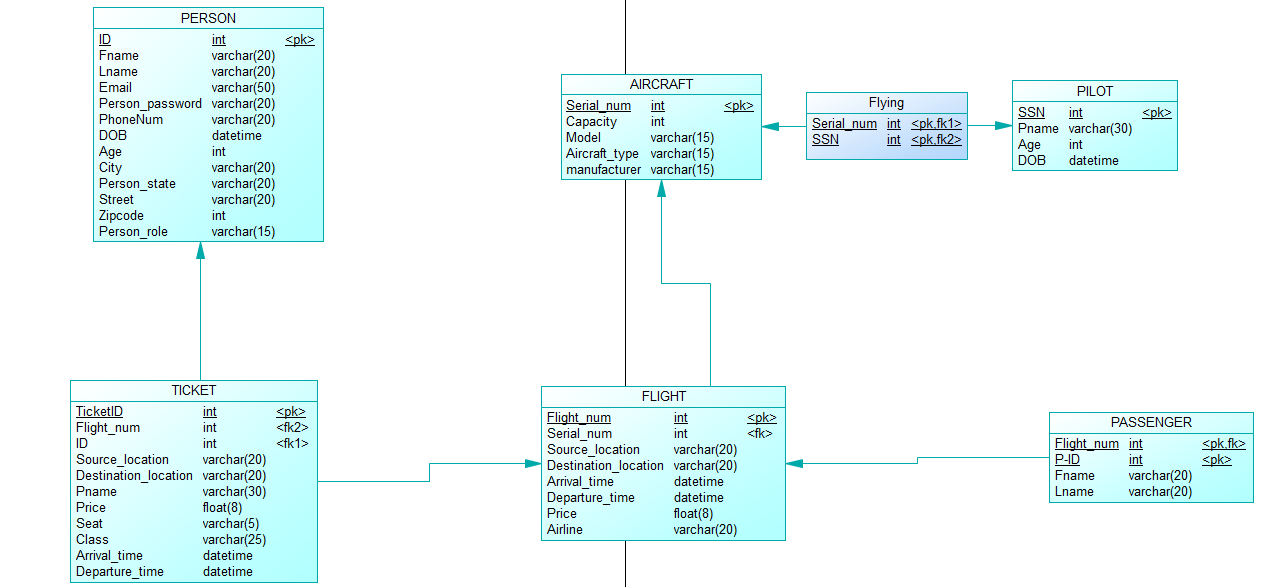 PERSON
ID int <pk>
Fname varchar(20)
Lname varchar(20)
Email varchar(50)
Person_password varchar(20)
PhoneNum varchar(20)
DOB datetime
Age int
City varchar(20)
Person_state varchar(20)
Street varchar(20)
Zipcode int
Person_role varchar(15)
AIRCRAFT
Serial_num int <pk>
Capacity int
Model varchar(15)
Aircraft_type varchar(15)
manufacturer varchar(15)
Flying
Serial_num int <pk,fk1>
SSN int <pk,fk2>
PILOT
SSN int <pk>
Pname varchar(30)
Age int
DOB datetime
TICKET
TicketID int <pk>
Flight_num int <fk2>
ID int <fk1>
Source_location varchar(20)
Destination_location varchar(20)
Pname varchar(30)
Price float(8)
Seat varchar(5)
Class varchar(25)
Arrival_time datetime
Departure_time datetime
FLIGHT
Flight_num int <pk>
Serial_num int <fk>
Source_location varchar(20)
Destination_location varchar(20)
Arrival_time datetime
Departure_time datetime
Price float(8)
Airline varchar(20)
PASSENGER
Flight_num int <pk,fk>
P-ID int <pk>
Fname varchar(20)
Lname varchar(20)